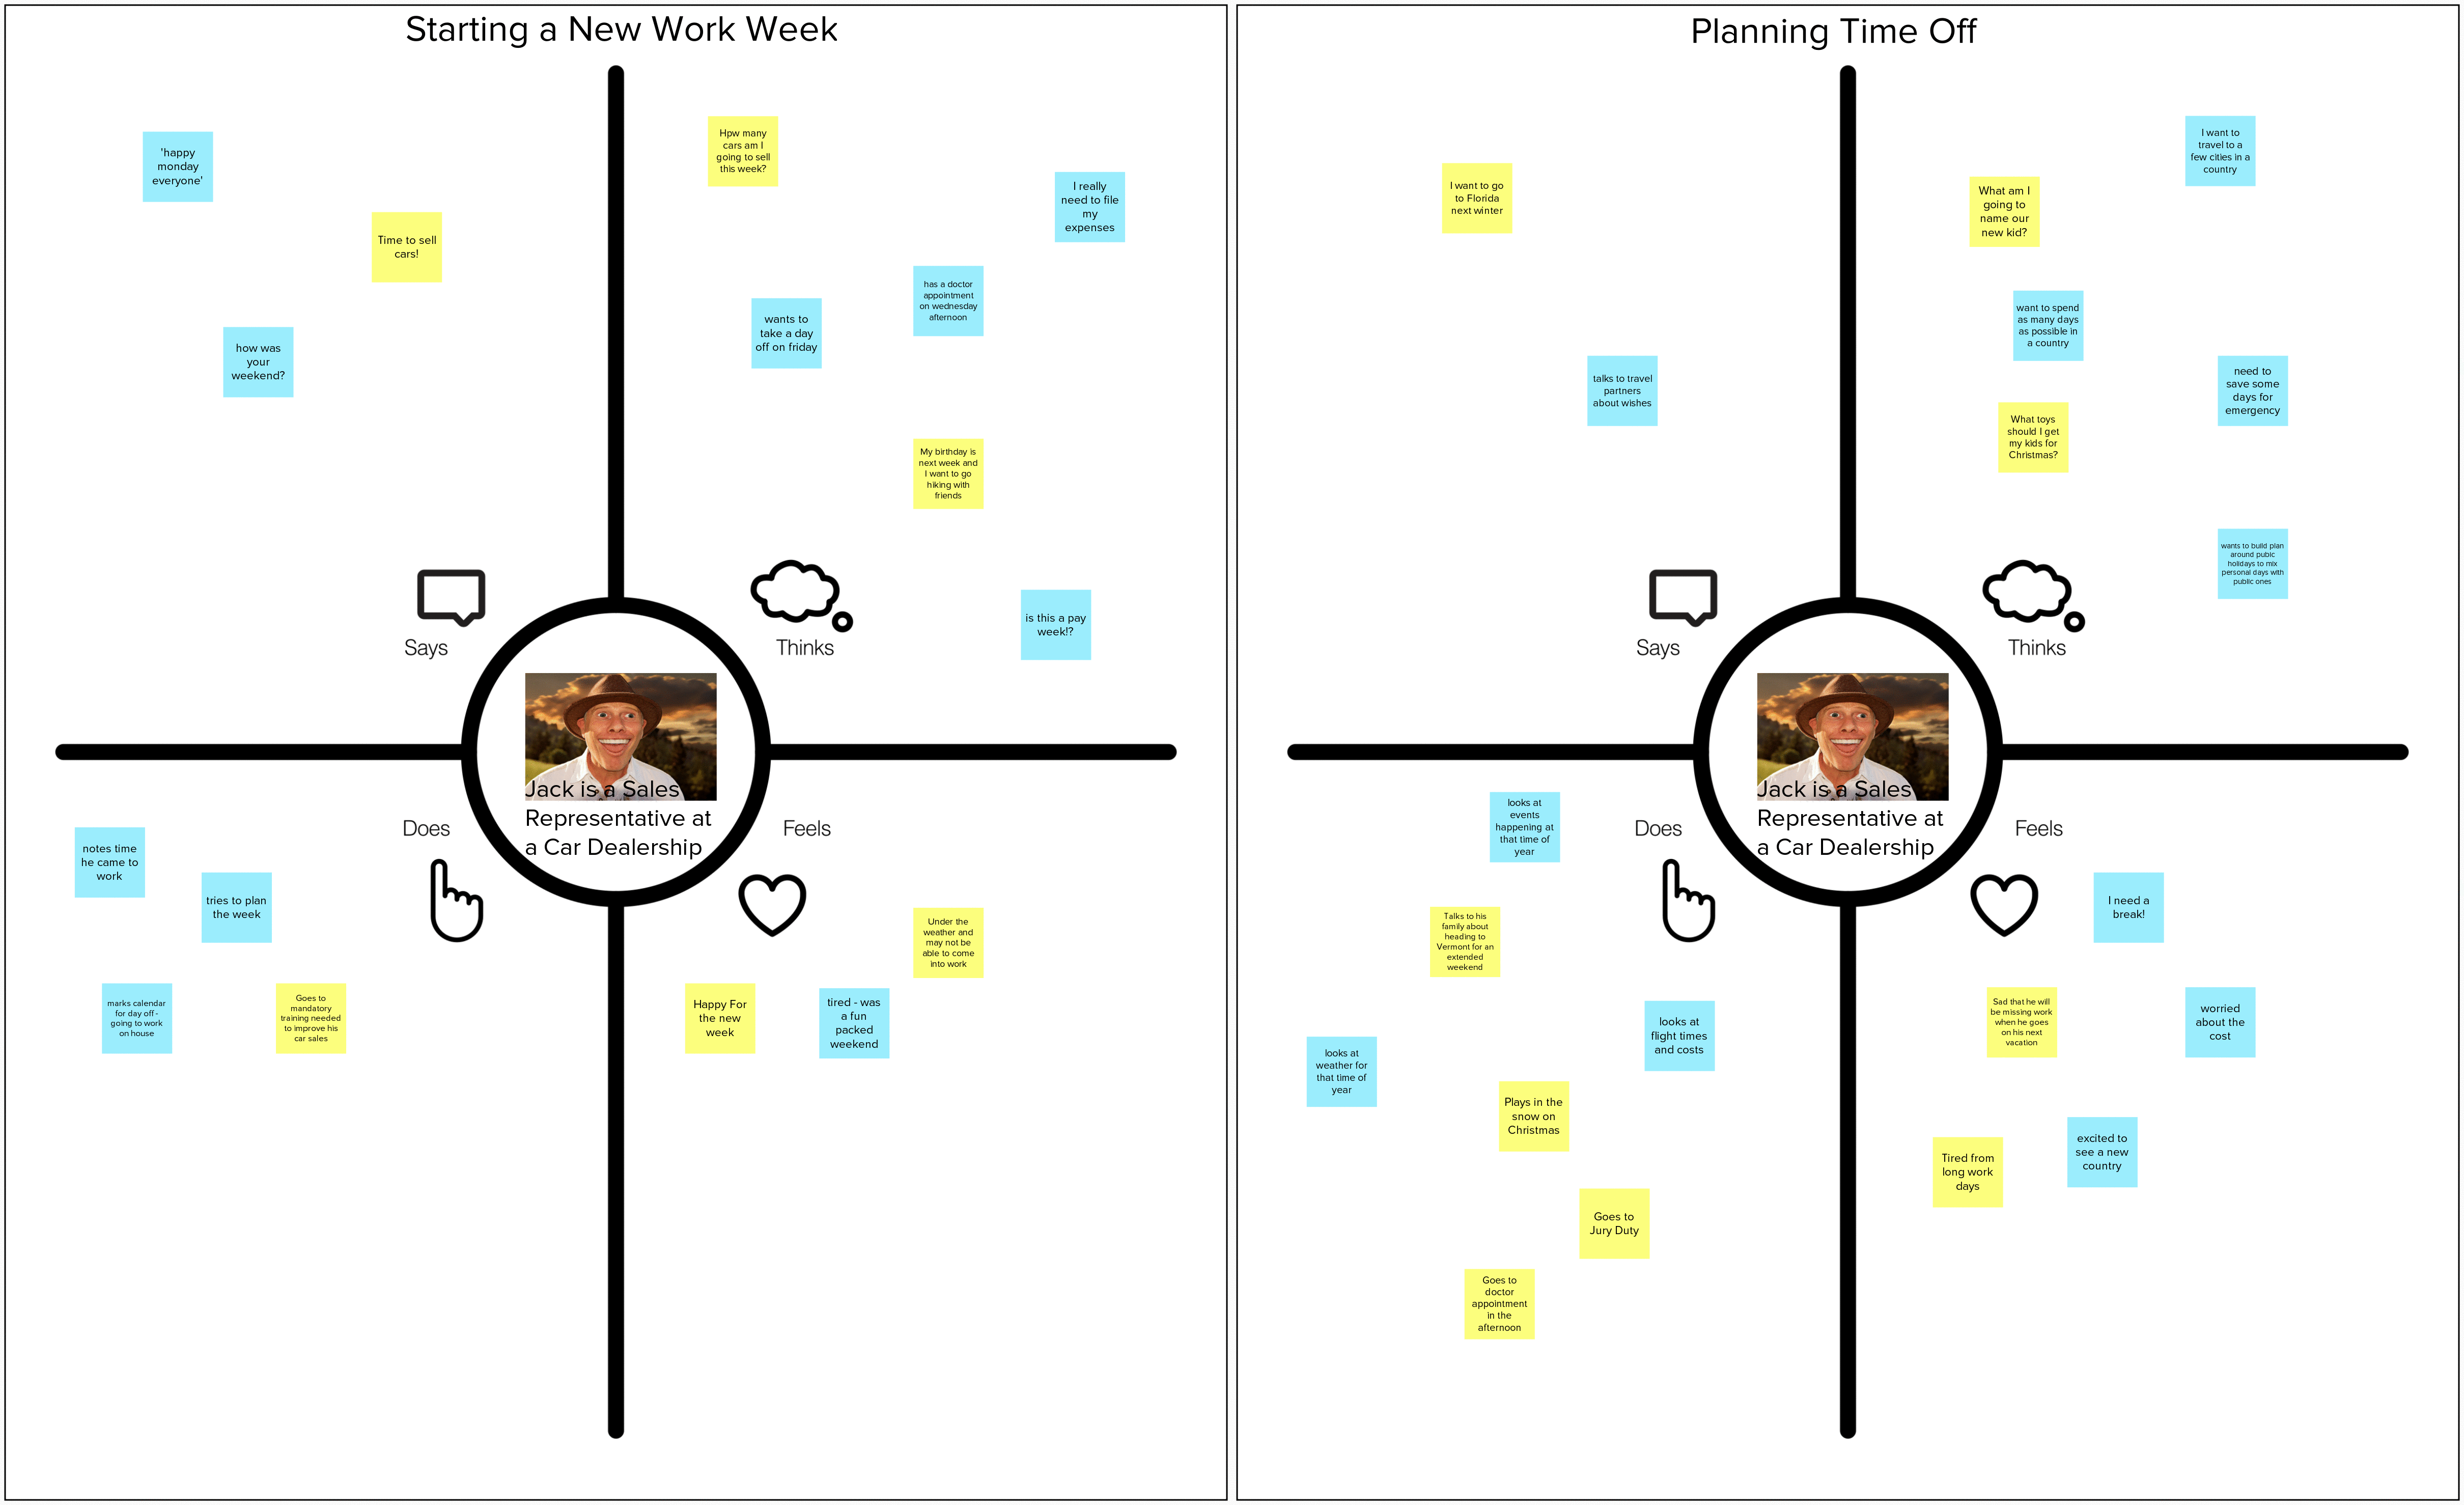 Starting a New Work Week
'happy
monday
everyone'
Time to sell
cars!
how was
your
weekend?
Says
Hpw many
cars am I
going to sell
this week?
I really
need to file
my
expenses
has a doctor
appointment
on wednesday
afternoon
wants to
take a day
off on friday
My birthday is
next week and
I want to go
hiking with
friends
is this a pay
week!?
Thinks
Jack is a Sales
Representative at
a Car Dealership
Does
notes time
he came to
work
tries to plan
the week
marks calendar
for day off -
going to work
on house
Goes to
mandatory
training needed
to improve his
car sales
Feels
Under the
weather and
may not be
able to come
into work
Happy For
the new
week
tired - was
a fun
packed
weekend
Planning Time Off
I want to go
to Florida
next winter
talks to travel
partners
about wishes
Says
I want to
travel to a
few cities in a
country
What am I
going to
name our
new kid?
want to spend
as many days
as possible in
a country
need to
save some
days for
emergency
What toys
should I get
my kids for
Christmas?
wants to build plan
around pubic
holidays to mix
personal days with
public ones
Thinks
Jack is a Sales
Representative at
a Car Dealership
looks at
events
happening at
that time of
year
Does
Talks to his
family about
heading to
Vermont for an
extended
weekend
looks at
flight times
and costs
looks at
weather for
that time of
year
Plays in the
snow on
Christmas
Goes to
Jury Duty
Goes to
doctor
appointment
in the
afternoon
Feels
I need a
break!
Sad that he will
be missing work
when he goes
on his next
vacation
worried
about the
cost
excited to
see a new
country
Tired from
long work
days